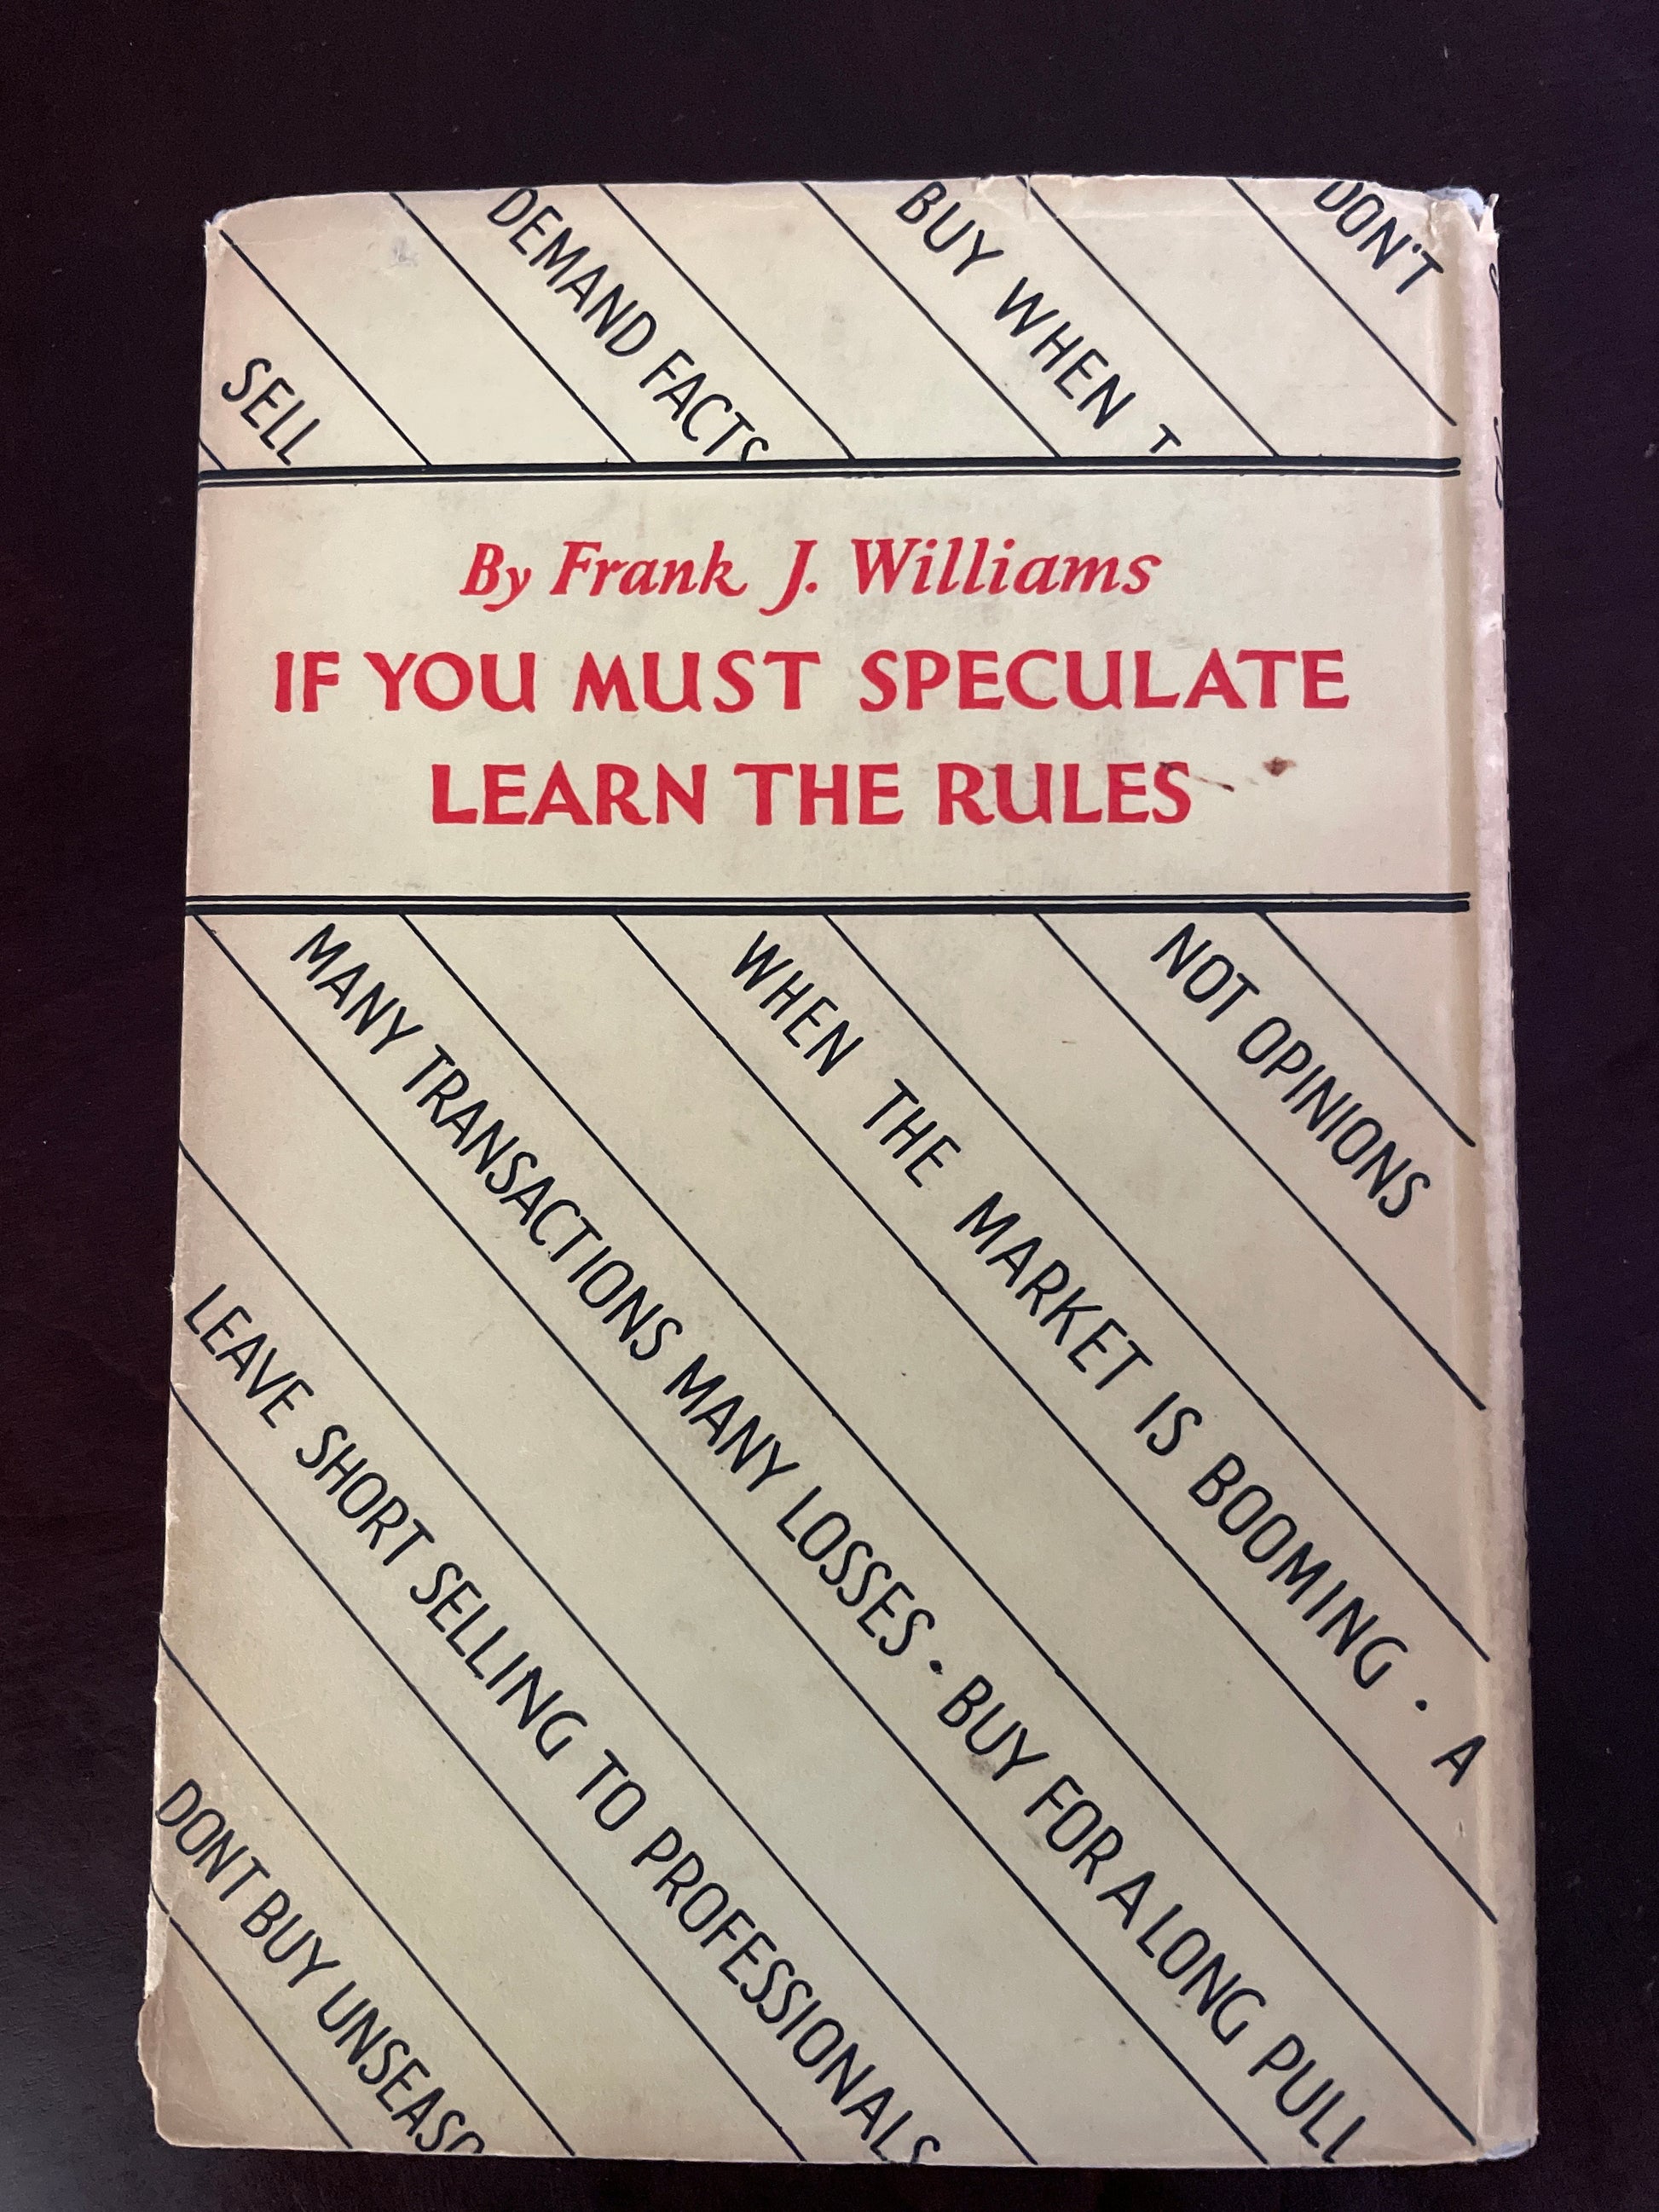 SELL
DEMAND FACTS
BUY WHEN T
DON'T
By Frank J. Williams
IF YOU MUST SPECULATE
LEARN THE RULES
NOT OPINIONS
WHEN THE MARKET IS BOOMING • A
MANY TRANSACTIONS MANY LOSSES • BUY FOR A LONG PULL
LEAVE SHORT SELLING TO PROFESSIONALS
DONT BUY UNSEASO